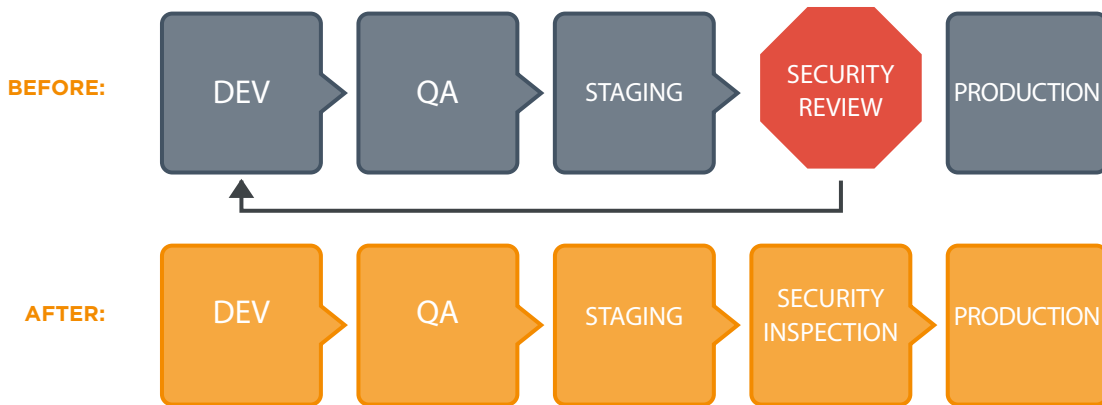 BEFORE:
DEV
QA
STAGING
SECURITY
REVIEW
PRODUCTION
AFTER:
DEV
QA
STAGING
SECURITY
INSPECTION
PRODUCTION